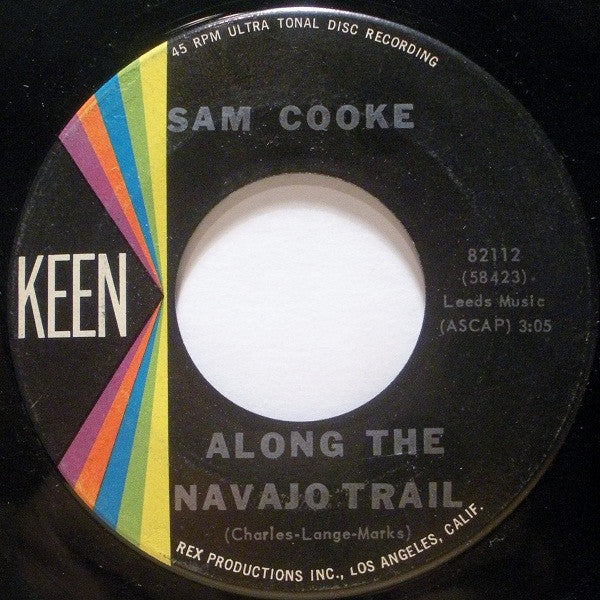 45 RPM ULTRA TONAL DISC RECORDING
SAM COOKE
KEEN
82112
(58423)
Leeds Music
(ASCAP) 3:05
ALONG THE
NAVAJO TRAIL
(Charles-Lange-Marks)
REX PRODUCTIONS INC., LOS ANGELES, CALIF.